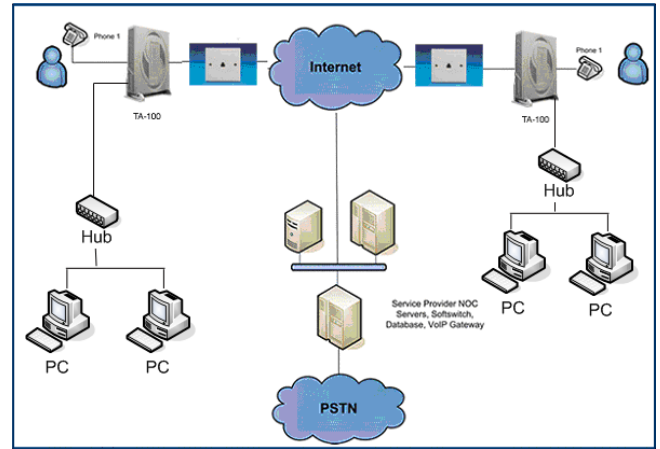 Phone 1
Internet
Phone 1
TA-100
TA-100
Hub
Hub
PC
PC
Service Provider NOC
Servers, Softswitch,
Database, VoIP Gateway
PC
PC
PSTN